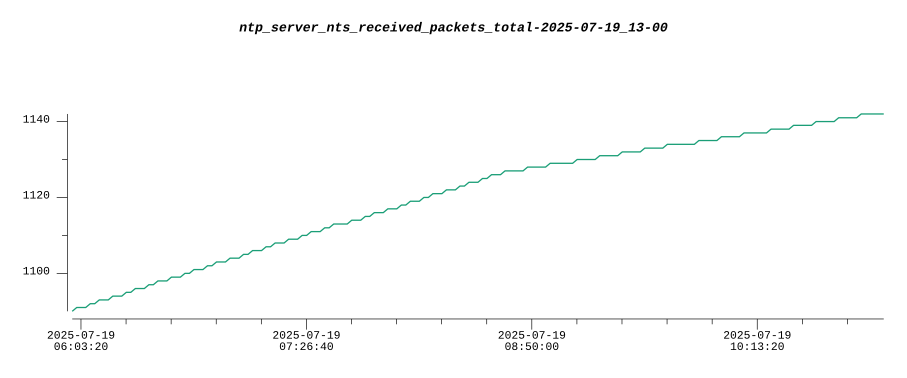 ntp_server_nts_received_packets_total-2025-07-19_13-00
1140
1120
1100
2025-07-19 2025-07-19 2025-07-19 2025-07-19
06:03:20 07:26:40 08:50:00 10:13:20